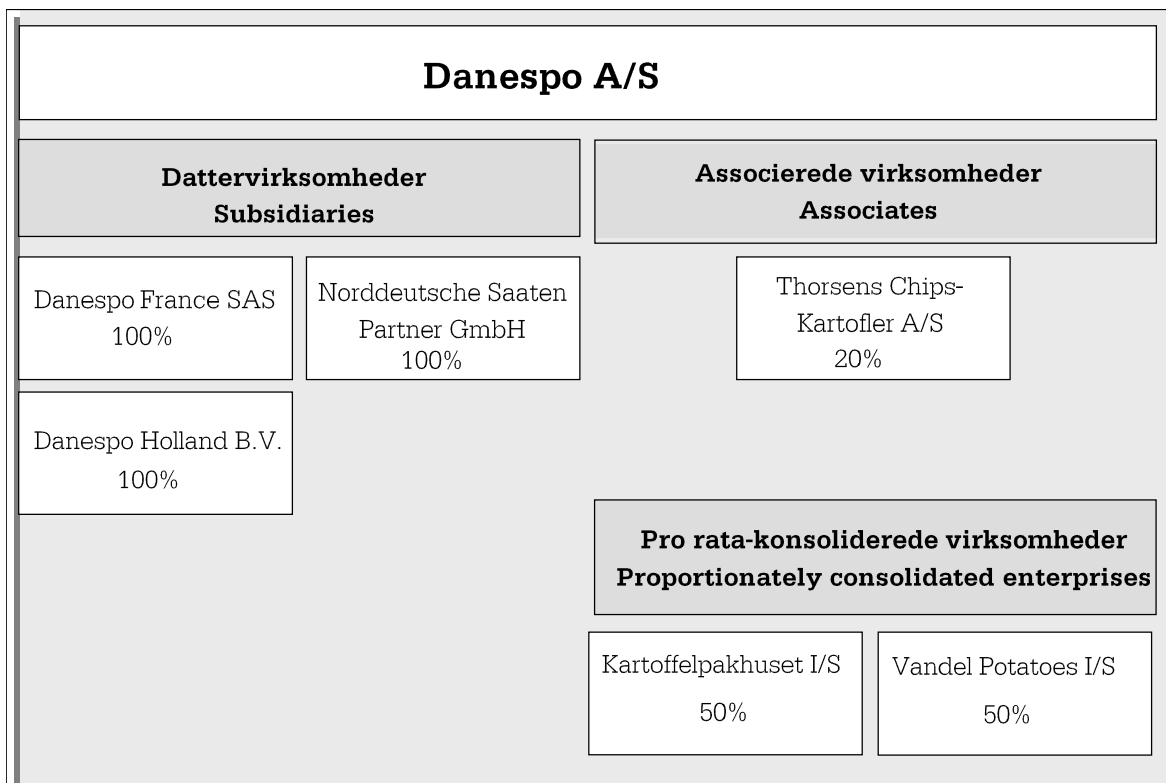 Danespo A/S
Dattervirksomheder
Subsidiaries
Associerede virksomheder
Associates
Danespo France SAS
100%
Norddeutsche Saaten
Partner GmbH
100%
Thorsens Chips-
Kartofler A/S
20%
Danespo Holland B.V.
100%
Pro rata-konsoliderede virksomheder
Proportionately consolidated enterprises
Kartoffelpakhuset I/S
50%
Vandel Potatoes I/S
50%